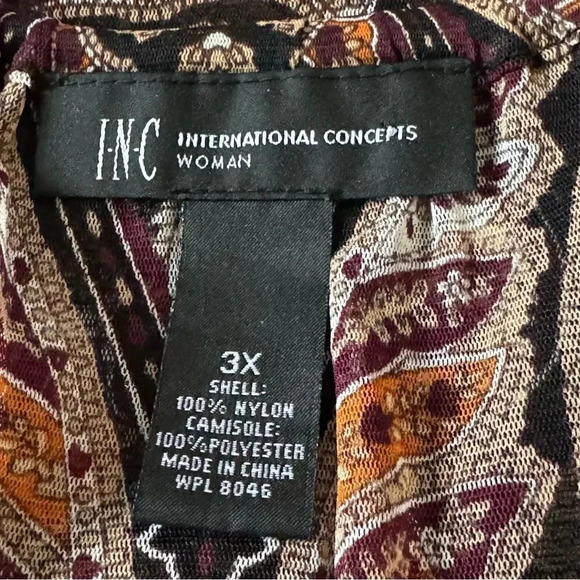 I·N·C INTERNATIONAL CONCEPTS
WOMAN
3X
SHELL:
100% NYLON
CAMISOLE:
100%POLYESTER
MADE IN CHINA
WPL 8046